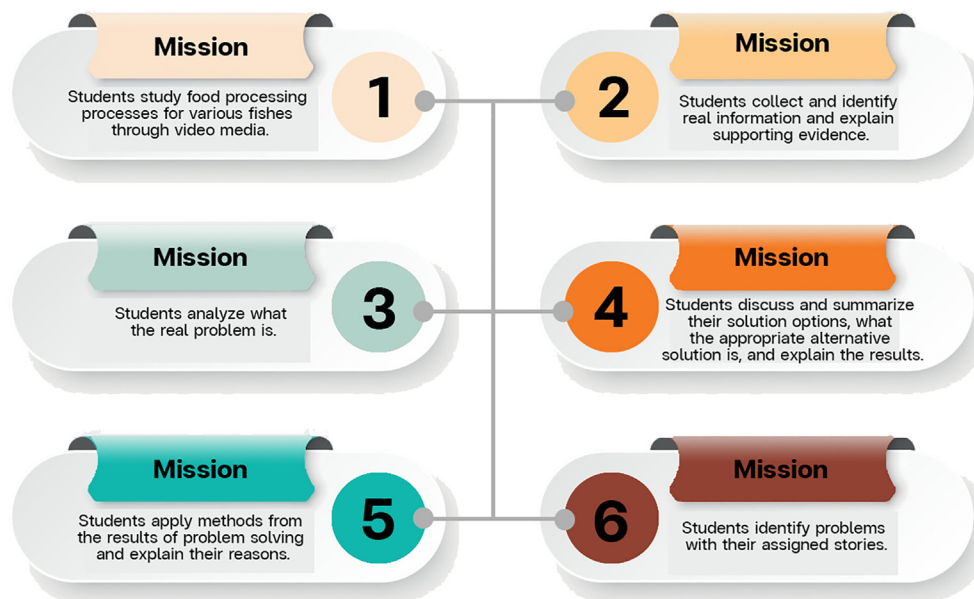 Mission
1
Students study food processing
processes for various fishes
through video media.
Mission
2
Students collect and identify
real information and explain
supporting evidence.
Mission
3
Students analyze what
the real problem is.
Mission
4
Students discuss and summarize
their solution options, what
the appropriate alternative
solution is, and explain the results.
Mission
5
Students apply methods from
the results of problem solving
and explain their reasons.
Mission
6
Students identify problems
with their assigned stories.